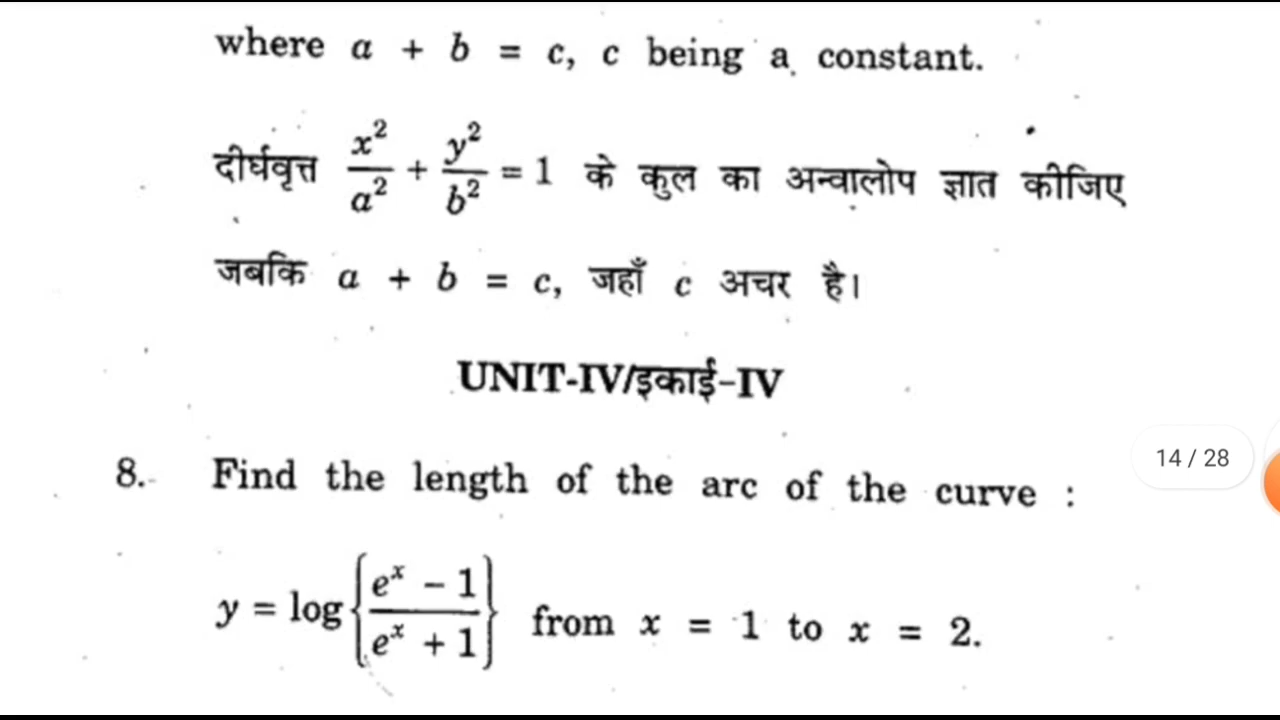 where a + b = c, c being a constant.
दीर्घवृत्त x²/a² + y²/b² = 1 के कुल का अन्वालोप ज्ञात कीजिए
जबकि a + b = c, जहाँ c अचर है।
UNIT-IV/इकाई-IV
14 / 28
8. Find the length of the arc of the curve :
y = log{(eˣ − 1)/(eˣ + 1)} from x = 1 to x = 2.